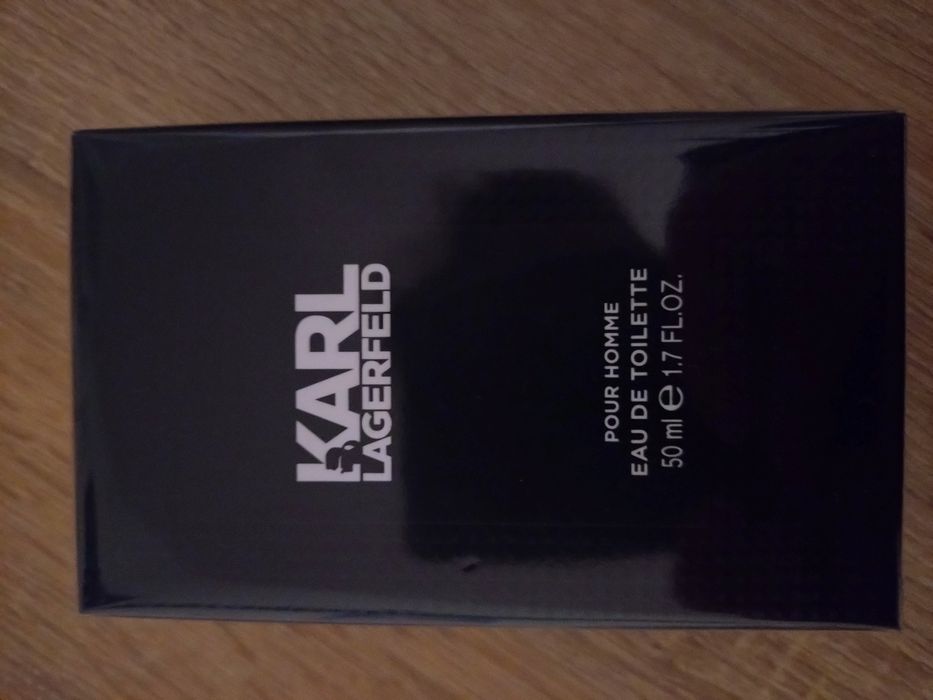 KARL
LAGERFELD
POUR HOMME
EAU DE TOILETTE
50 ml ℮ 1.7 FL.OZ.